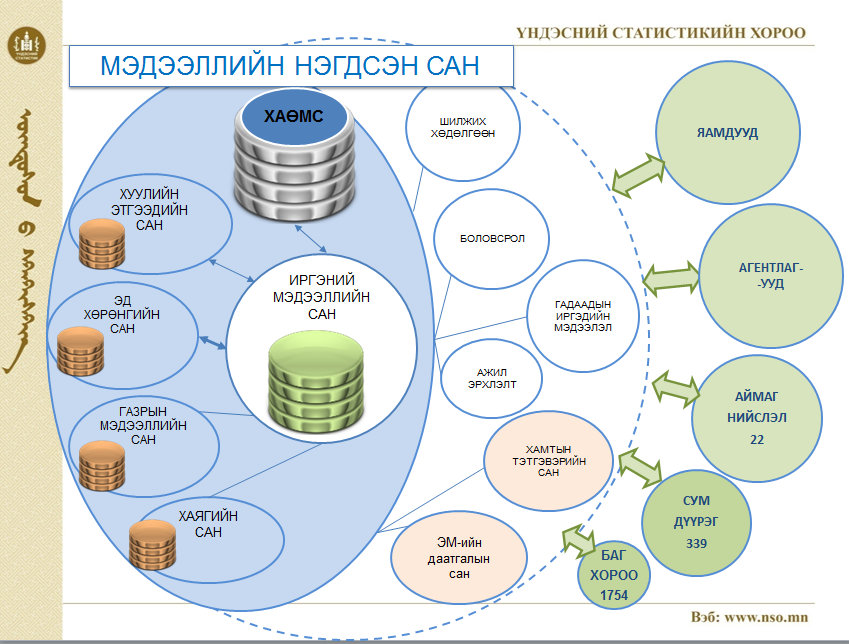 ҮНДЭСНИЙ СТАТИСТИКИЙН ХОРОО
МЭДЭЭЛЛИЙН НЭГДСЭН САН
ХАӨМС
ХУУЛИЙН
ЭТГЭЭДИЙН
САН
ЭД
ХӨРӨНГИЙН
САН
ГАЗРЫН
МЭДЭЭЛЛИЙН
САН
ХАЯГИЙН
САН
ИРГЭНИЙ
МЭДЭЭЛЛИЙН
САН
ШИЛЖИХ
ХӨДӨЛГӨӨН
БОЛОВСРОЛ
ГАДААДЫН
ИРГЭДИЙН
МЭДЭЭЛЭЛ
АЖИЛ
ЭРХЛЭЛТ
ХАМТЫН
ТЭТГЭВЭРИЙН
САН
ЭМ-ийн
даатгалын
сан
ЯАМДУУД
АГЕНТЛАГ-
-УУД
АЙМАГ
НИЙСЛЭЛ
22
СУМ
ДҮҮРЭГ
339
БАГ
ХОРОО
1754
Вэб: www.nso.mn